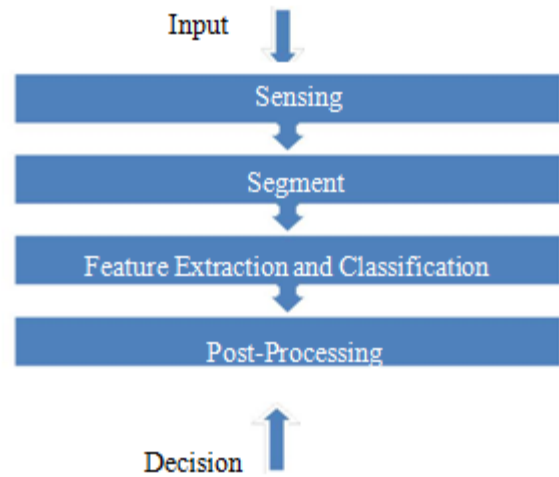 Input
Sensing
Segment
Feature Extraction and Classification
Post-Processing
Decision